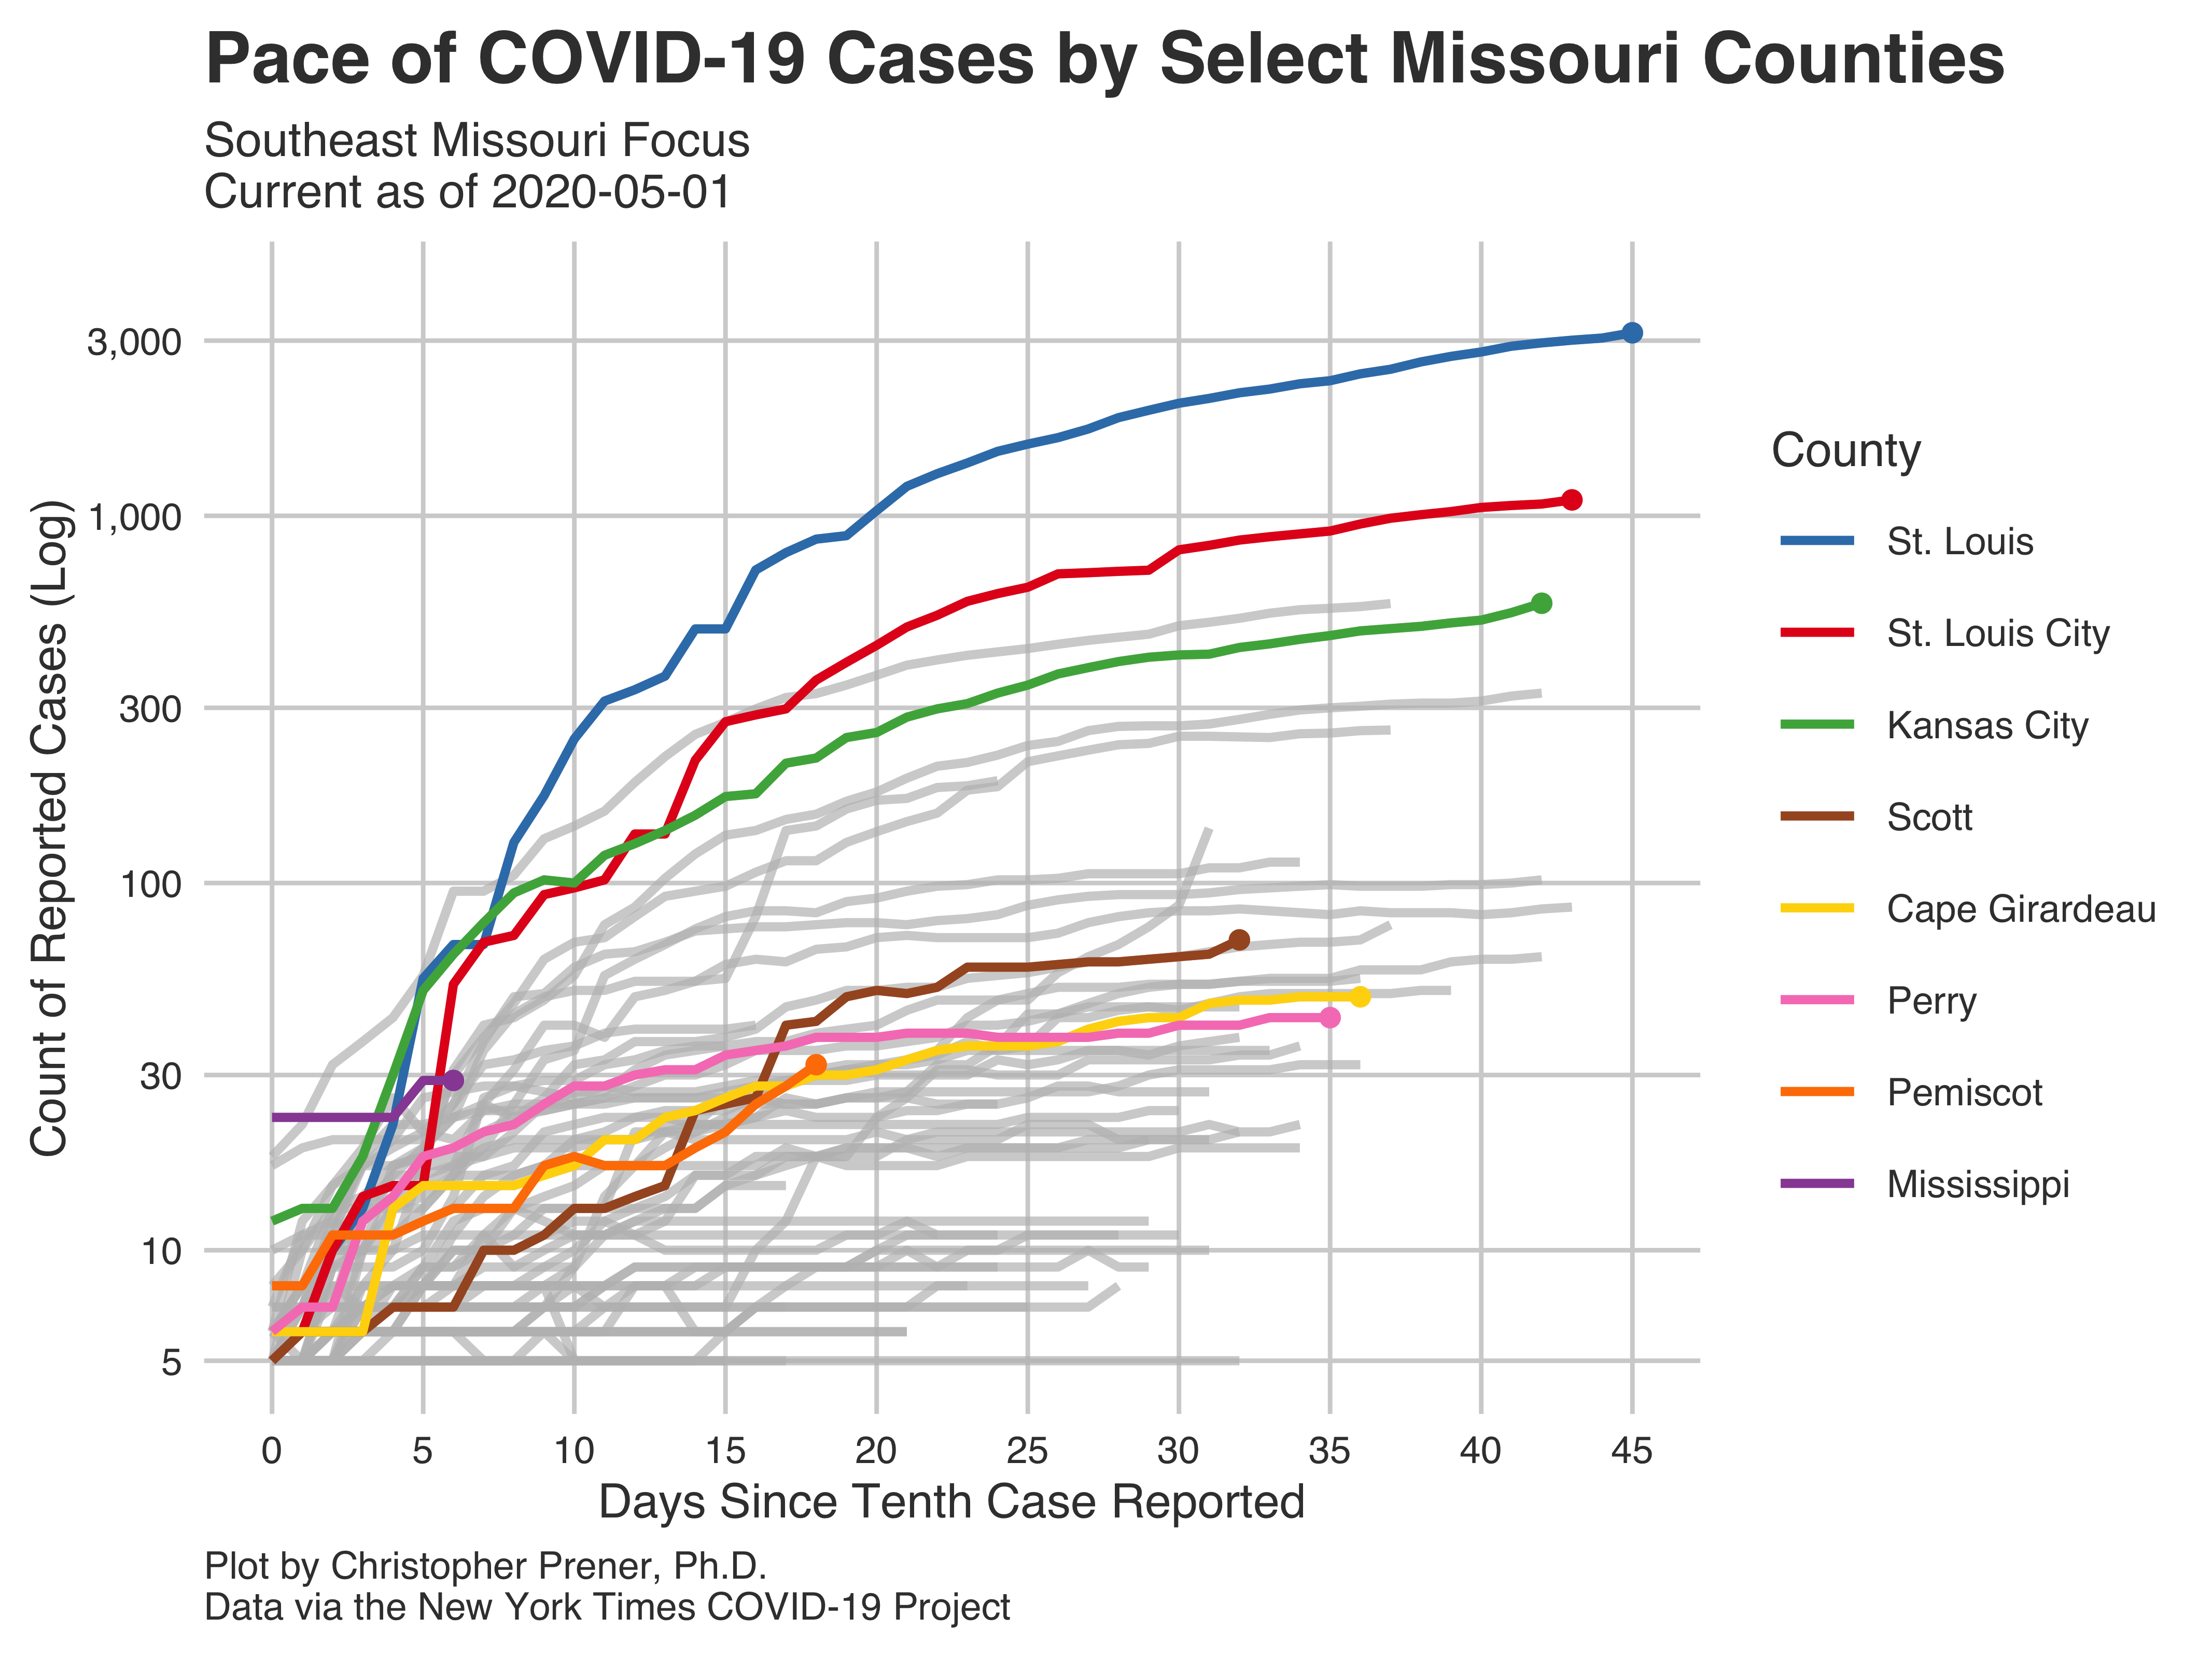 Pace of COVID-19 Cases by Select Missouri Counties
Southeast Missouri Focus
Current as of 2020-05-01
Count of Reported Cases (Log)
3,000
1,000
300
100
30
10
5
0 5 10 15 20 25 30 35 40 45
Days Since Tenth Case Reported
County
St. Louis
St. Louis City
Kansas City
Scott
Cape Girardeau
Perry
Pemiscot
Mississippi
Plot by Christopher Prener, Ph.D.
Data via the New York Times COVID-19 Project